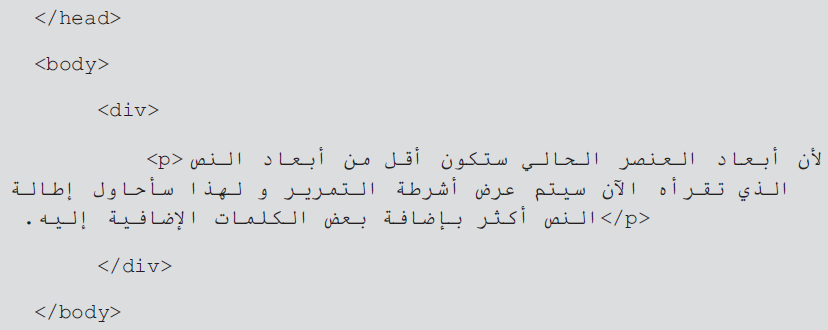 </head>
<body>
<div>
<p>لأن أبعاد العنصر الحالي ستكون أقل من أبعاد النص
الذي تقرأه الآن سيتم عرض أشرطة التمرير و لهذا سأحاول إطالة
النص أكثر بإضافة بعض الكلمات الإضافية إليه.</p>
</div>
</body>